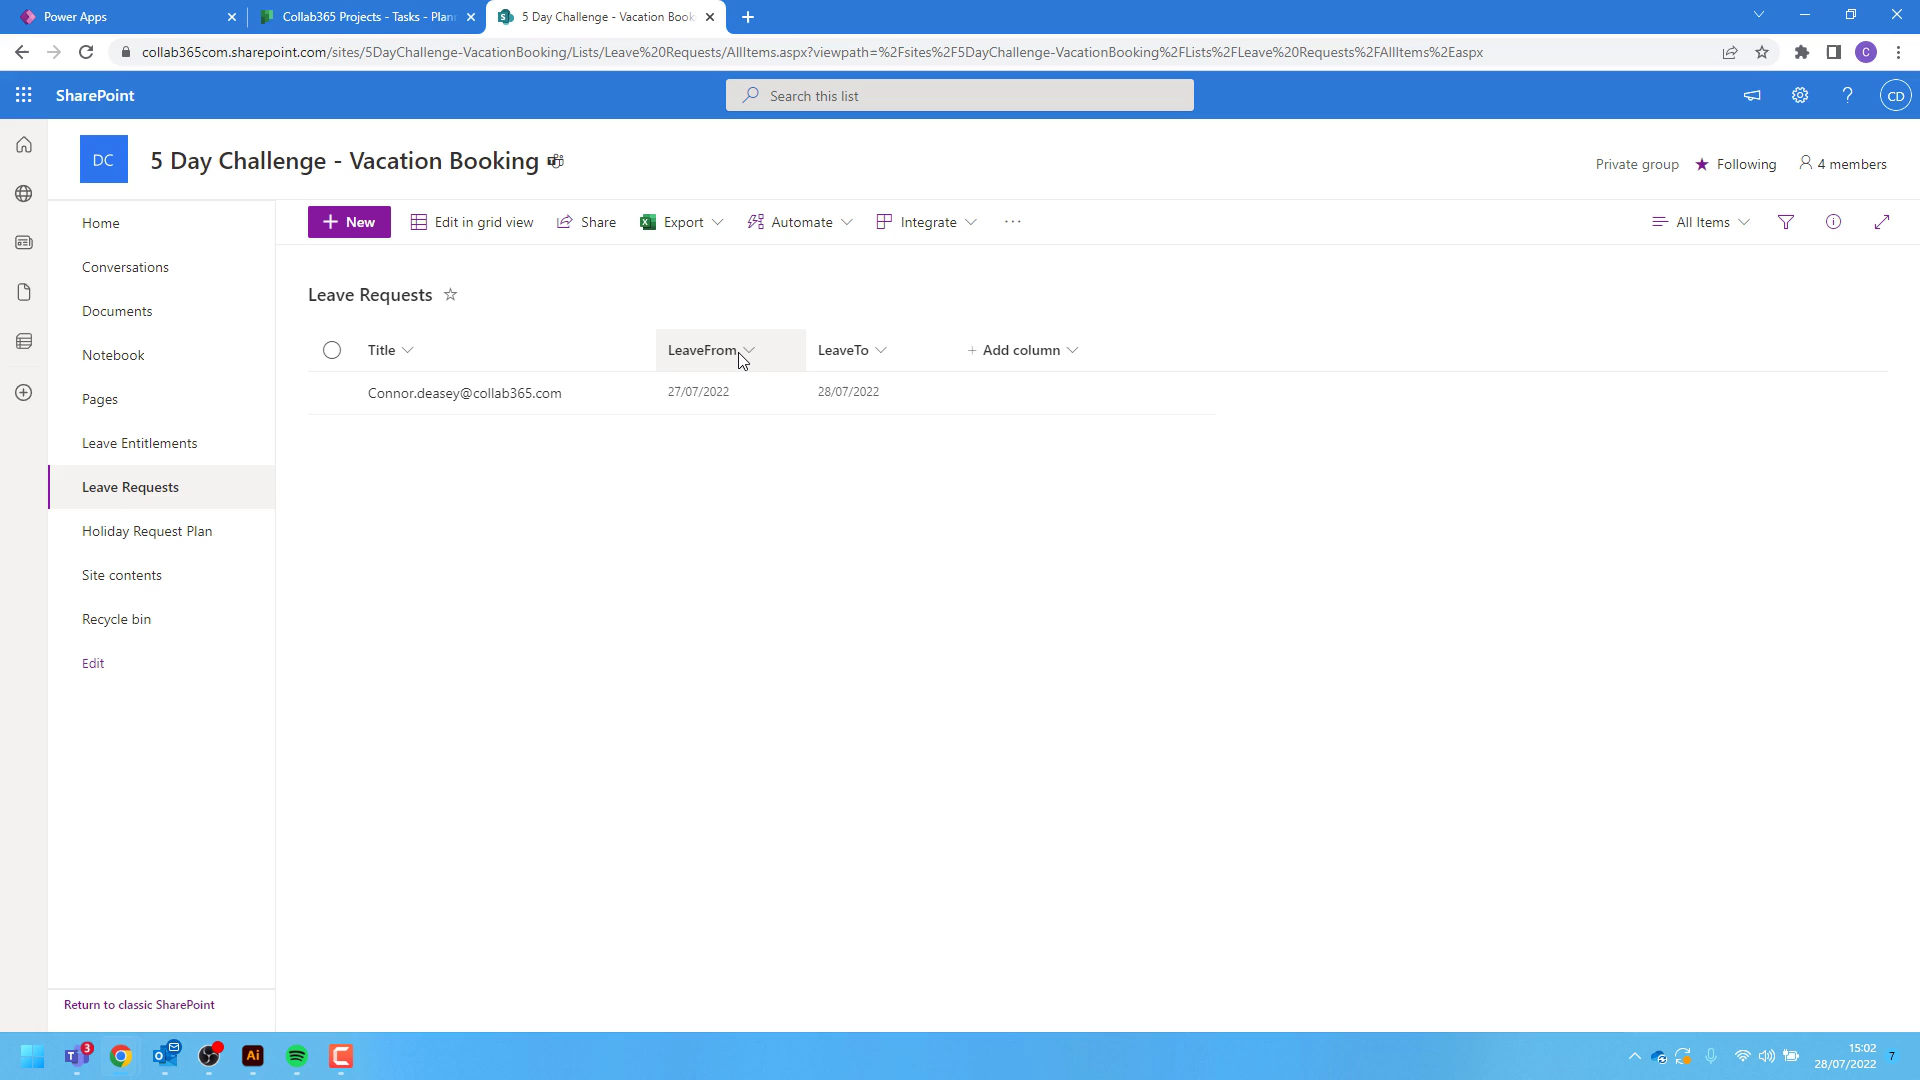 Power Apps
Collab365 Projects - Tasks - Plan
5 Day Challenge - Vacation Book
collab365com.sharepoint.com/sites/5DayChallenge-VacationBooking/Lists/Leave%20Requests/AllItems.aspx?viewpath=%2Fsites%2F5DayChallenge-VacationBooking%2FLists%2FLeave%20Requests%2FAllItems%2Easpx
C
SharePoint
Search this list
CD
DC
5 Day Challenge - Vacation Booking
Private group
Following
4 members
Home
Conversations
Documents
Notebook
Pages
Leave Entitlements
Leave Requests
Holiday Request Plan
Site contents
Recycle bin
Edit
Return to classic SharePoint
New
Edit in grid view
Share
Export
Automate
Integrate
All Items
Leave Requests
Title
LeaveFrom
LeaveTo
Add column
Connor.deasey@collab365.com
27/07/2022
28/07/2022
3
Ai
15:02
28/07/2022
7